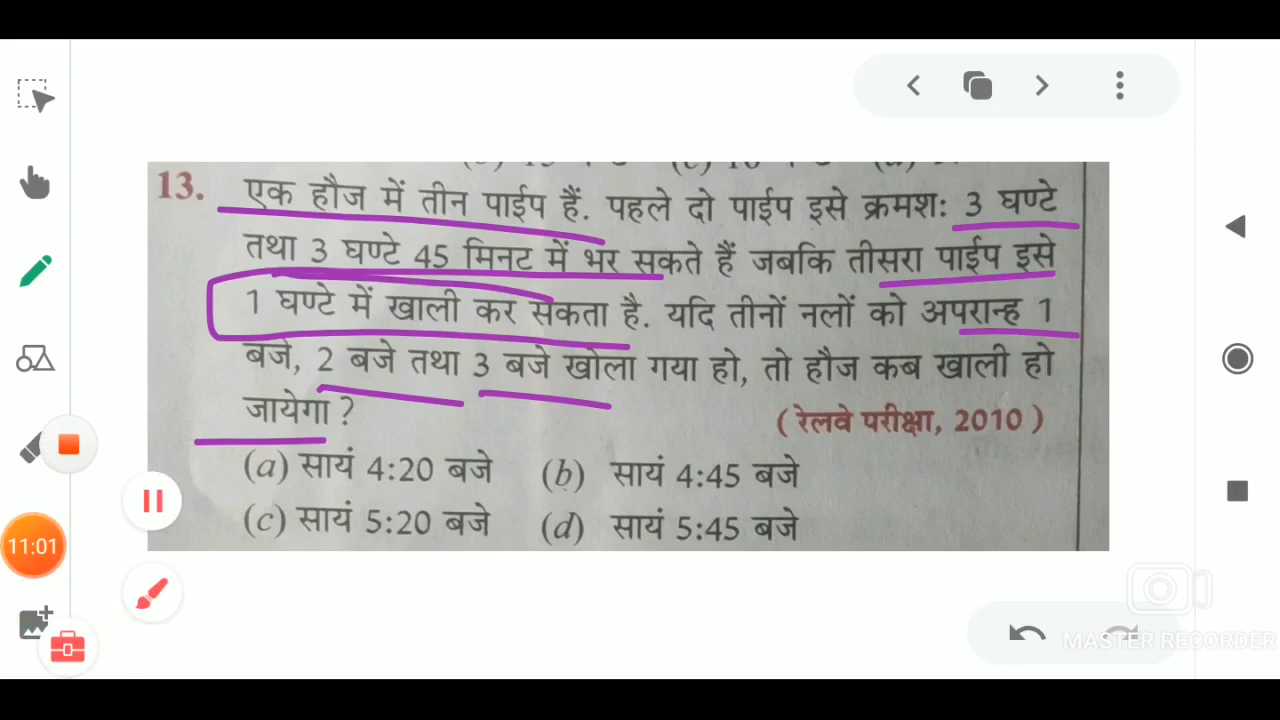 13. एक हौज में तीन पाईप हैं. पहले दो पाईप इसे क्रमश: 3 घण्टे
तथा 3 घण्टे 45 मिनट में भर सकते हैं जबकि तीसरा पाईप इसे
1 घण्टे में खाली कर सकता है. यदि तीनों नलों को अपरान्ह 1
बजे, 2 बजे तथा 3 बजे खोला गया हो, तो हौज कब खाली हो
जायेगा ?
(रेलवे परीक्षा, 2010)
(a) सायं 4:20 बजे (b) सायं 4:45 बजे
(c) सायं 5:20 बजे (d) सायं 5:45 बजे
11:01
MASTER RECORDER